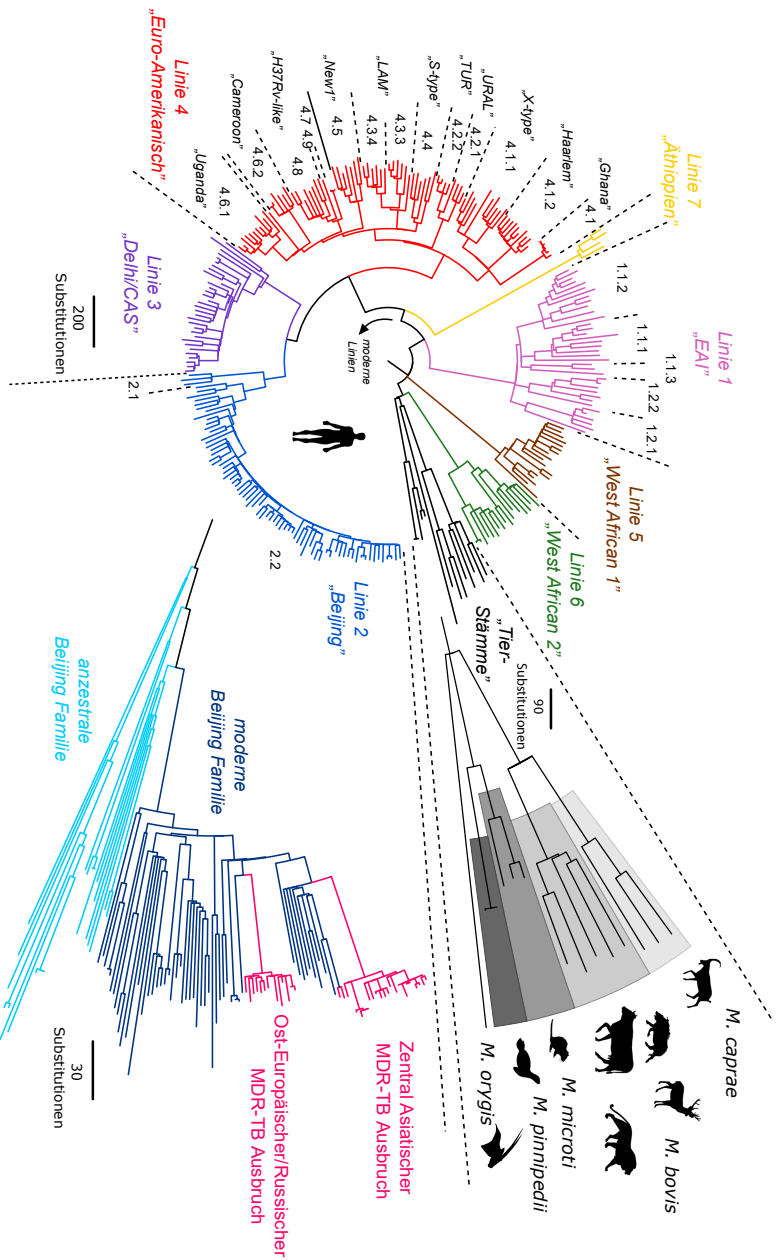 Linie 7
„Äthiopien”
„Ghana”
4.1
„Haarlem”
4.1.2
„X-type”
4.1.1
„URAL”
4.2.1
„TUR”
4.2.2
„S-type”
4.4
„LAM”
4.3.3
4.3.4
„New1”
4.5
„H37Rv-like”
4.7
4.9
4.8
„Cameroon”
4.6.2
„Uganda”
4.6.1
Linie 4
„Euro-Amerikanisch”
Linie 1
„EAI”
1.1.2
1.1.1
1.1.3
1.2.2
1.2.1
Linie 5
„West African 1”
Linie 6
„West African 2”
„Tier-
Stämme”
moderne
Linien
Linie 3
„Delhi/CAS”
200
Substitutionen
2.1
2.2
Linie 2
„Beijing”
90
Substitutionen
M. caprae
M. bovis
M. microti
M. pinnipedii
M. orygis
anzestrale
Beiijing Familie
moderne
Beiijing Familie
Zentral Asiatischer
MDR-TB Ausbruch
Ost-Europäischer/Russischer
MDR-TB Ausbruch
30
Substitutionen